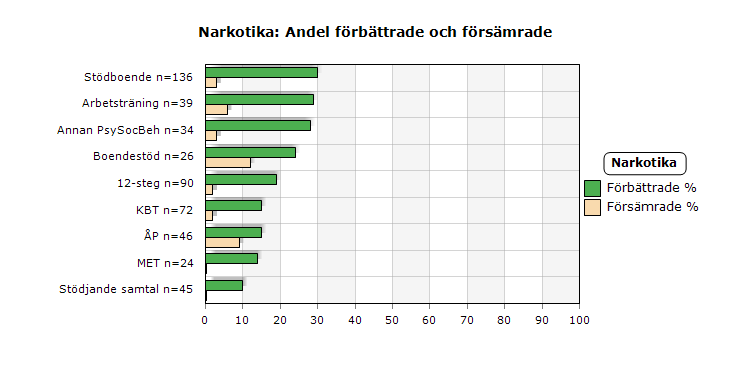 Narkotika: Andel förbättrade och försämrade
Stödboende n=136
Arbetsträning n=39
Annan PsySocBeh n=34
Boendestöd n=26
12-steg n=90
KBT n=72
ÅP n=46
MET n=24
Stödjande samtal n=45
0 10 20 30 40 50 60 70 80 90 100
Narkotika
Förbättrade %
Försämrade %